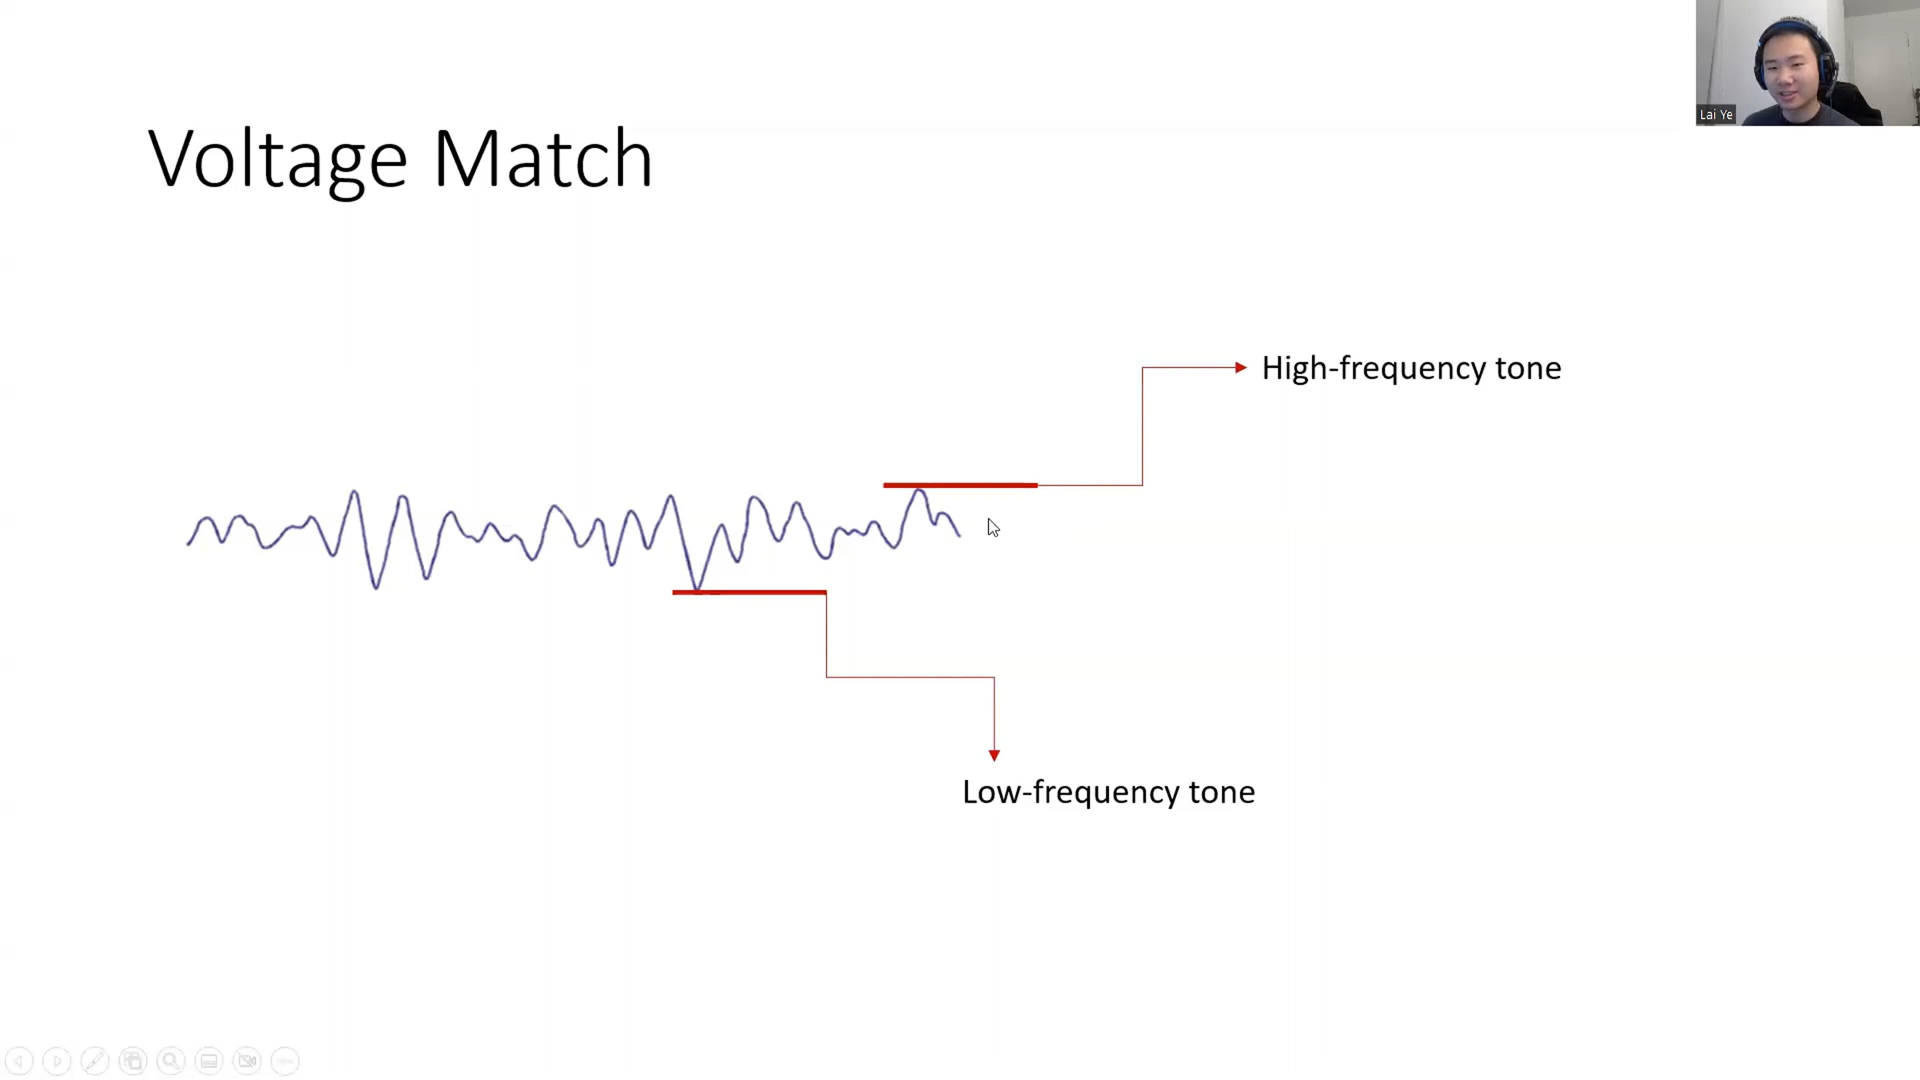 Lai Ye
Voltage Match
High-frequency tone
Low-frequency tone